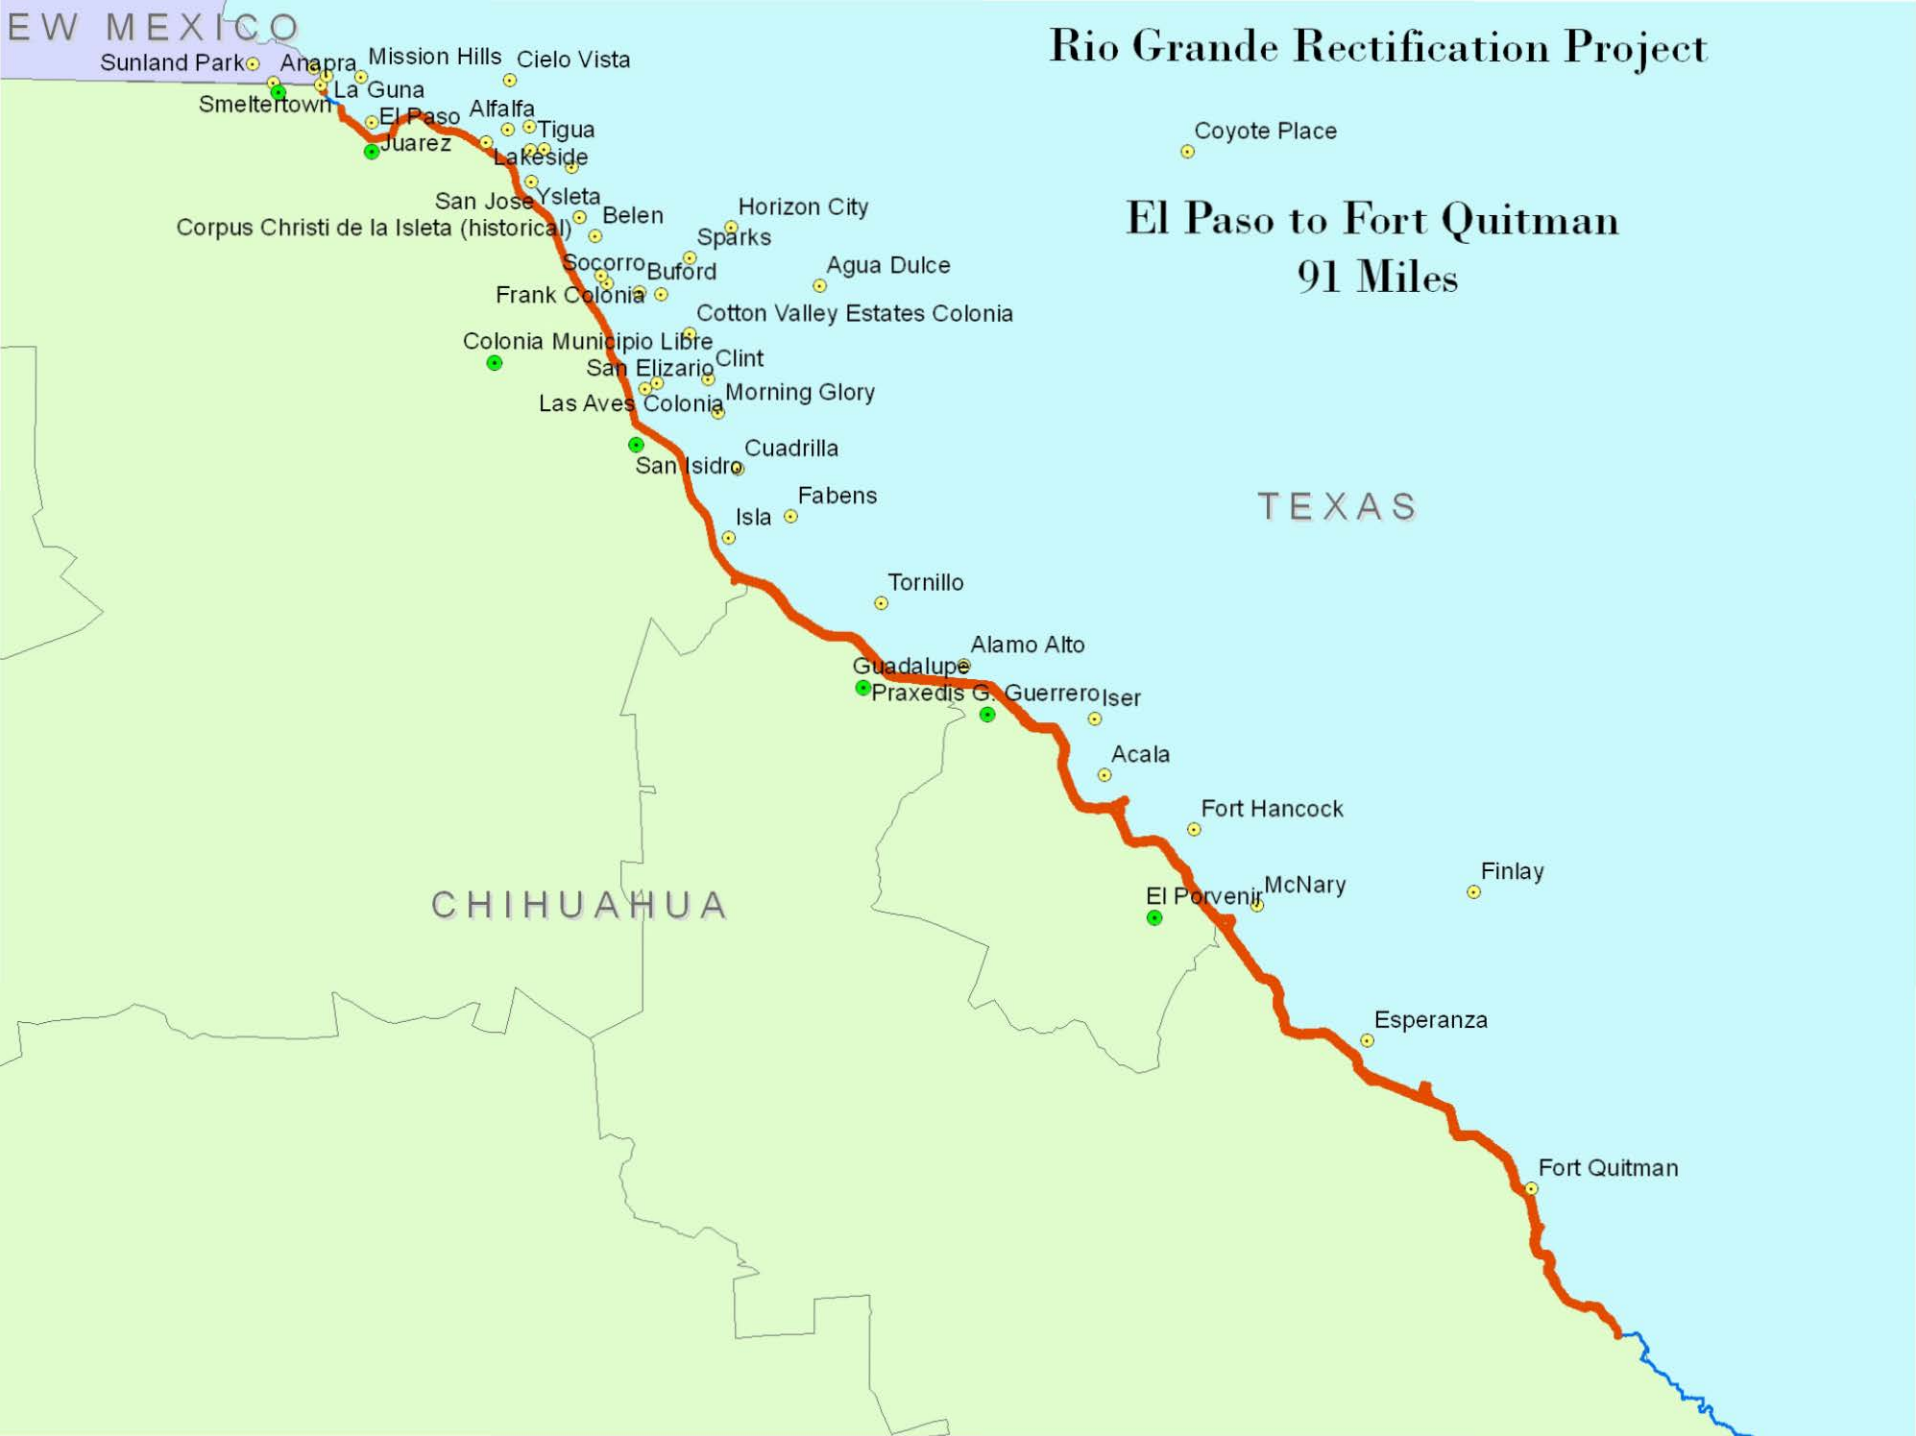 EW MEXICO
Rio Grande Rectification Project
Sunland Park
Anapra
Mission Hills
Cielo Vista
La Guna
Smeltertown
El Paso
Alfalfa
Tigua
Juarez
Lakeside
Coyote Place
San Jose
Ysleta
Belen
Horizon City
Corpus Christi de la Isleta (historical)
Sparks
El Paso to Fort Quitman
91 Miles
Socorro
Buford
Agua Dulce
Frank Colonia
Cotton Valley Estates Colonia
Colonia Municipio Libre
Clint
San Elizario
Morning Glory
Las Aves Colonia
Cuadrilla
San Isidro
Fabens
Isla
TEXAS
Tornillo
Alamo Alto
Guadalupe
Praxedis G. Guerrero
Iser
Acala
Fort Hancock
Finlay
McNary
El Porvenir
CHIHUAHUA
Esperanza
Fort Quitman